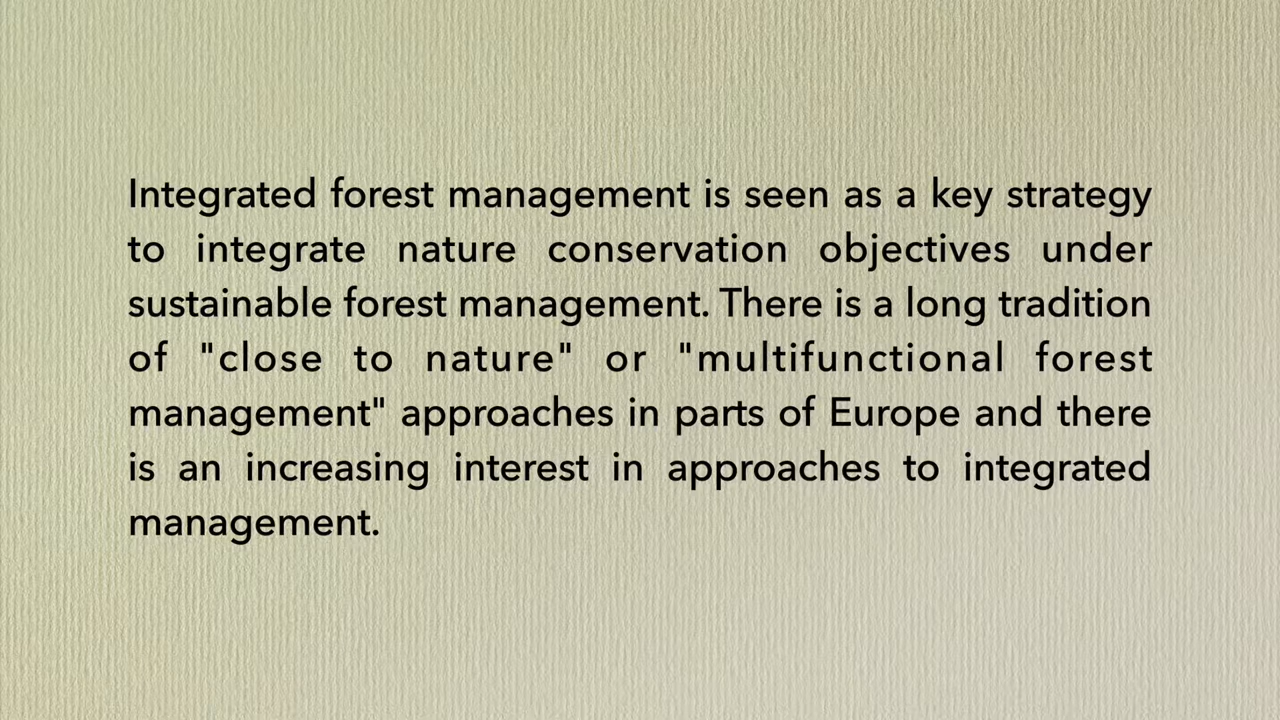 Integrated forest management is seen as a key strategy
to integrate nature conservation objectives under
sustainable forest management. There is a long tradition
of "close to nature" or "multifunctional forest
management" approaches in parts of Europe and there
is an increasing interest in approaches to integrated
management.